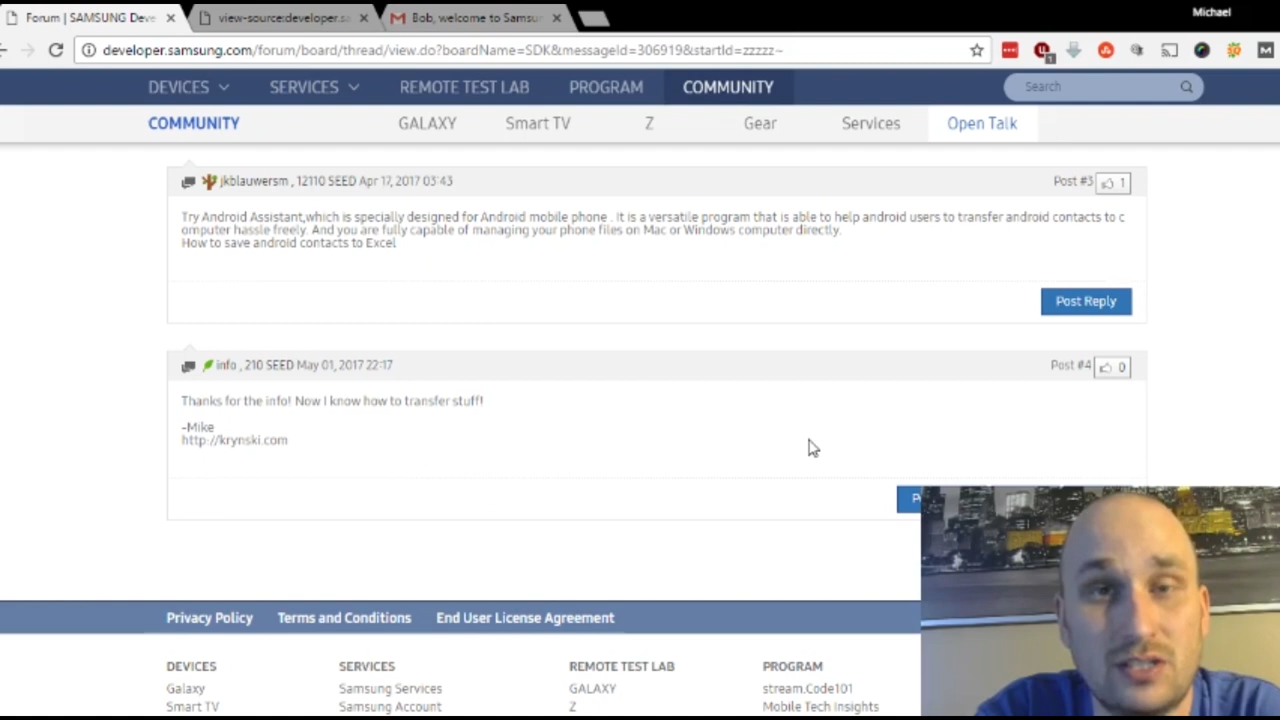 Michael
Forum | SAMSUNG Deve
view-source:developer.sa
Bob, welcome to Samsu
developer.samsung.com/forum/board/thread/view.do?boardName=SDK&messageId=306919&startId=zzzzz~
DEVICES SERVICES REMOTE TEST LAB PROGRAM COMMUNITY Search
COMMUNITY GALAXY Smart TV Z Gear Services Open Talk
jkblauwersm , 12110 SEED Apr 17, 2017 03:43 Post #3 1
Try Android Assistant,which is specially designed for Android mobile phone . It is a versatile program that is able to help android users to transfer android contacts to c
omputer hassle freely. And you are fully capable of managing your phone files on Mac or Windows computer directly.
How to save android contacts to Excel
Post Reply
info , 210 SEED May 01, 2017 22:17 Post #4 0
Thanks for the info! Now I know how to transfer stuff!
-Mike
http://krynski.com
Privacy Policy Terms and Conditions End User License Agreement
DEVICES SERVICES REMOTE TEST LAB PROGRAM
Galaxy Samsung Services GALAXY stream.Code101
Smart TV Samsung Account Z Mobile Tech Insights